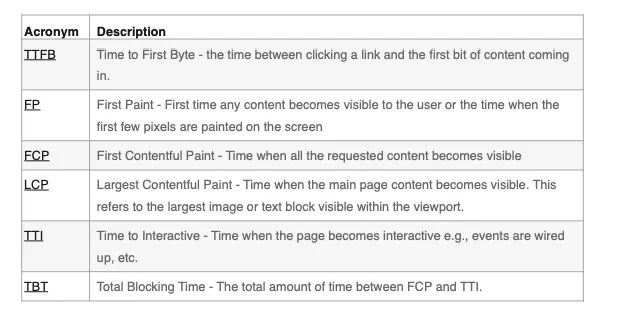 Acronym Description
TTFB Time to First Byte - the time between clicking a link and the first bit of content coming
in.
FP First Paint - First time any content becomes visible to the user or the time when the
first few pixels are painted on the screen
FCP First Contentful Paint - Time when all the requested content becomes visible
LCP Largest Contentful Paint - Time when the main page content becomes visible. This
refers to the largest image or text block visible within the viewport.
TTI Time to Interactive - Time when the page becomes interactive e.g., events are wired
up, etc.
TBT Total Blocking Time - The total amount of time between FCP and TTI.